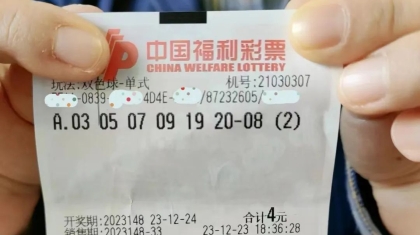 中国福利彩票
CHINA WELFARE LOTTERY
玩法:双色球-单式 机号:21030307
-0839 4D4E- /87232605/
A.03 05 07 09 19 20-08 (2)
开奖期:2023148 23-12-24 合计4元
销售期:2023148-33 23-12-23 18:36:28